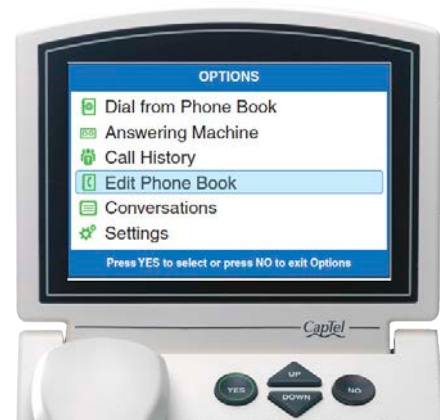 OPTIONS
Dial from Phone Book
Answering Machine
Call History
Edit Phone Book
Conversations
Settings
Press YES to select or press NO to exit Options
CapTel
UP
YES
NO
DOWN